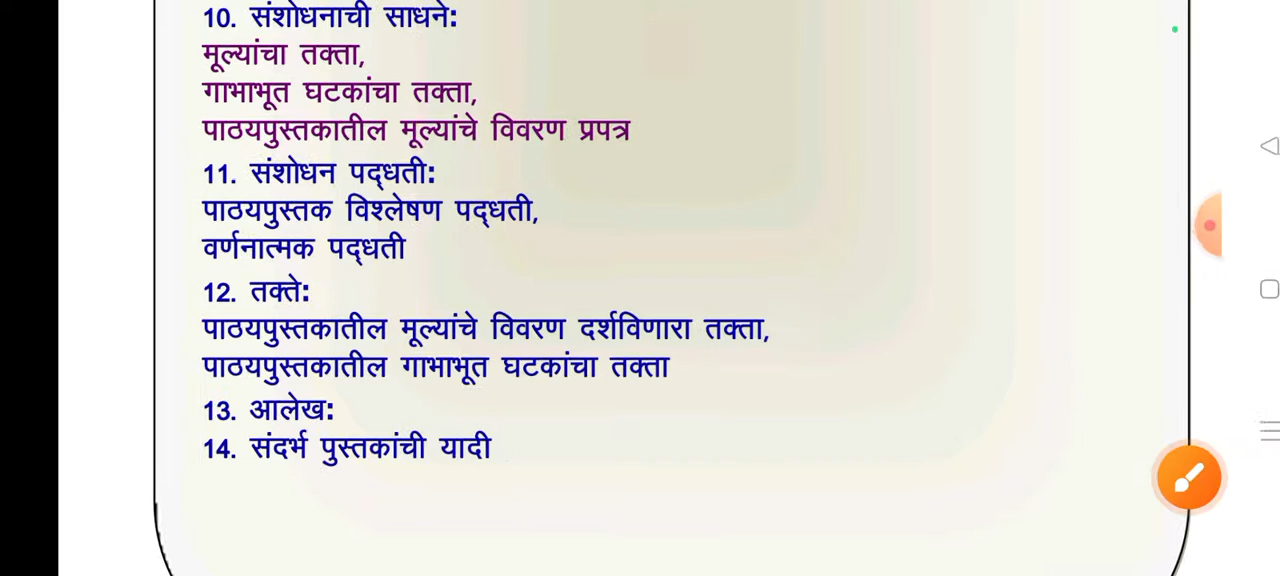 10. संशोधनाची साधने:
मूल्यांचा तक्ता,
गाभाभूत घटकांचा तक्ता,
पाठयपुस्तकातील मूल्यांचे विवरण प्रपत्र
11. संशोधन पद्धती:
पाठयपुस्तक विश्लेषण पद्धती,
वर्णनात्मक पद्धती
12. तक्ते:
पाठयपुस्तकातील मूल्यांचे विवरण दर्शविणारा तक्ता,
पाठयपुस्तकातील गाभाभूत घटकांचा तक्ता
13. आलेख:
14. संदर्भ पुस्तकांची यादी